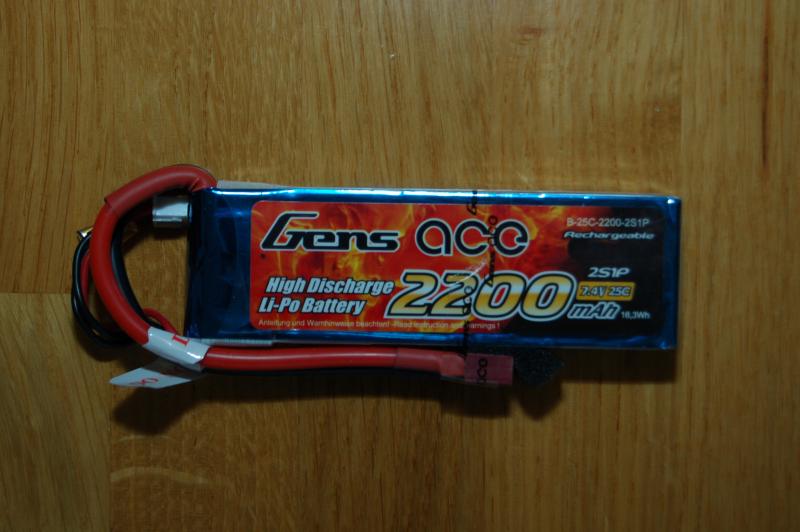 Gens ace
B-25C-2200-2S1P
Rechargeable
High Discharge
Li-Po Battery
2200 mAh
2S1P
7.4V 25C
16,3Wh
Anleitung und Warnhinweise beachten! -Read instruction and warnings !